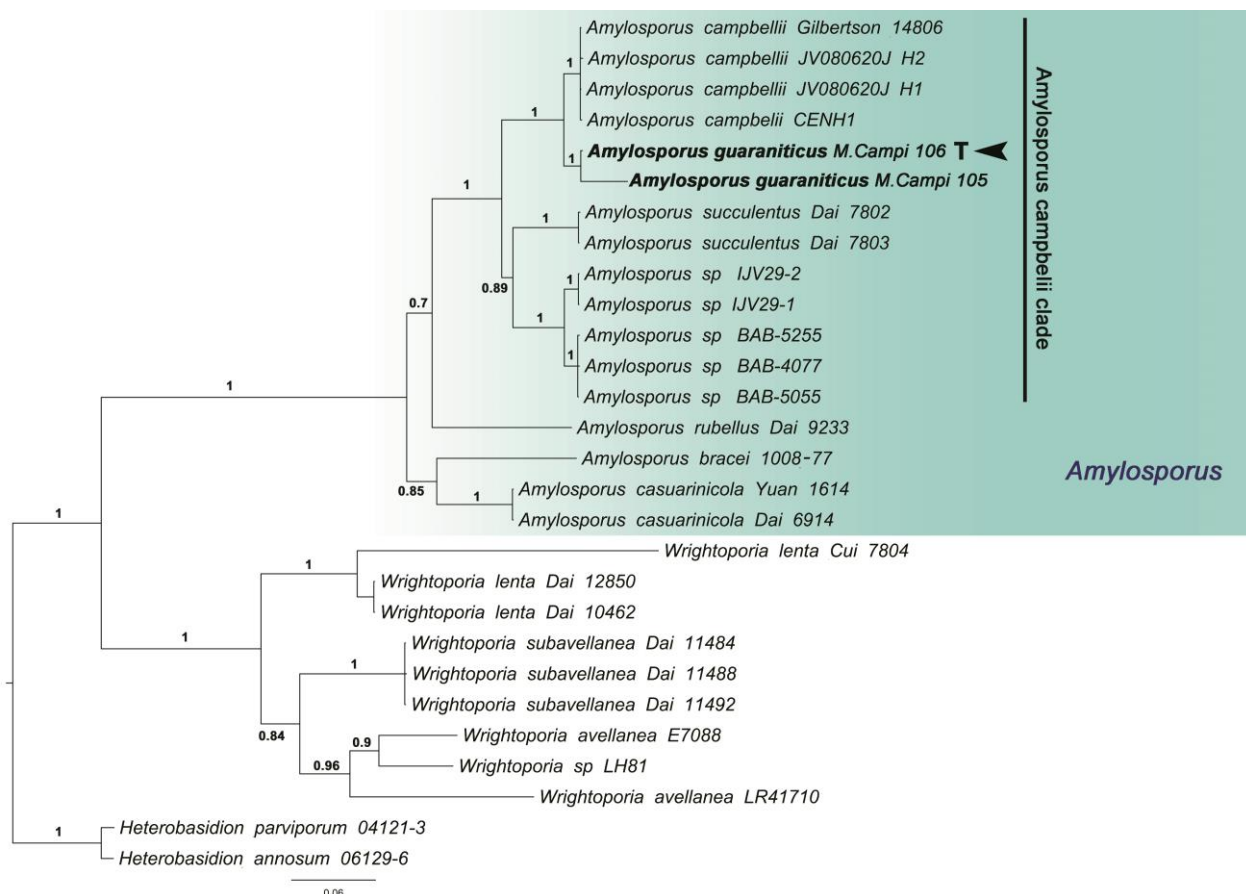 Amylosporus campbellii Gilbertson 14806
1
Amylosporus campbellii JV080620J H2
Amylosporus campbellii JV080620J H1
1
Amylosporus campbelii CENH1
Amylosporus guaraniticus M.Campi 106 T
1
Amylosporus guaraniticus M.Campi 105
1
Amylosporus succulentus Dai 7802
1
Amylosporus succulentus Dai 7803
0.89
Amylosporus sp IJV29-2
1
Amylosporus sp IJV29-1
0.7
1
Amylosporus sp BAB-5255
1
Amylosporus sp BAB-4077
Amylosporus sp BAB-5055
Amylosporus campbelii clade
1
Amylosporus rubellus Dai 9233
Amylosporus bracei 1008-77
Amylosporus
0.85
Amylosporus casuarinicola Yuan 1614
1
Amylosporus casuarinicola Dai 6914
1
Wrightoporia lenta Cui 7804
1
Wrightoporia lenta Dai 12850
Wrightoporia lenta Dai 10462
1
Wrightoporia subavellanea Dai 11484
1
Wrightoporia subavellanea Dai 11488
Wrightoporia subavellanea Dai 11492
0.84
Wrightoporia avellanea E7088
0.9
Wrightoporia sp LH81
0.96
Wrightoporia avellanea LR41710
Heterobasidion parviporum 04121-3
1
Heterobasidion annosum 06129-6
0.06